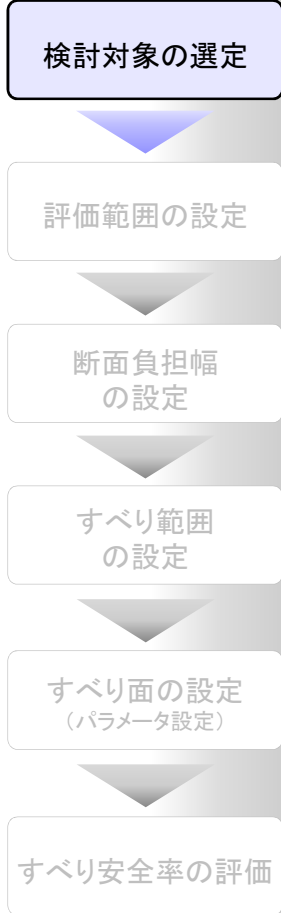 検討対象の選定
評価範囲の設定
断面負担幅
の設定
すべり範囲
の設定
すべり面の設定
（パラメータ設定）
すべり安全率の評価